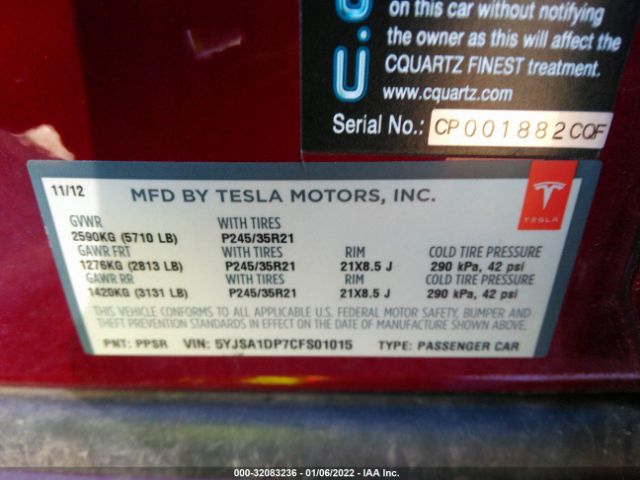 on this car without notifying
the owner as this will affect the
CQUARTZ FINEST treatment.
www.cquartz.com
Serial No.: CP001882CQF
11/12 MFD BY TESLA MOTORS, INC.
TESLA
GVWR WITH TIRES
2590KG (5710 LB) P245/35R21
GAWR FRT WITH TIRES RIM COLD TIRE PRESSURE
1276KG (2813 LB) P245/35R21 21X8.5 J 290 kPa, 42 psi
GAWR RR WITH TIRES RIM COLD TIRE PRESSURE
1420KG (3131 LB) P245/35R21 21X8.5 J 290 kPa, 42 psi
THIS VEHICLE CONFORMS TO ALL APPLICABLE U.S. FEDERAL MOTOR SAFETY, BUMPER AND
THEFT PREVENTION STANDARDS IN EFFECT ON THE DATE OF MANUFACTURE SHOWN ABOVE.
PNT: PPSR VIN: 5YJSA1DP7CFS01015 TYPE: PASSENGER CAR
000-32083236 - 01/06/2022 - IAA Inc.